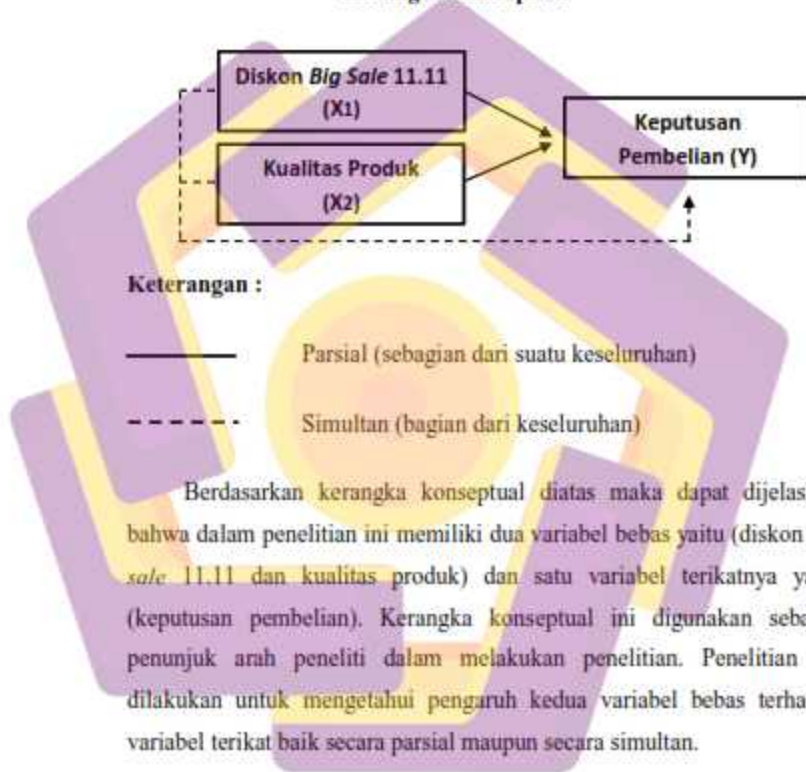 Diskon Big Sale 11.11
(X1)
Keputusan
Pembelian (Y)
Kualitas Produk
(X2)
Keterangan :
Parsial (sebagian dari suatu keseluruhan)
Simultan (bagian dari keseluruhan)
Berdasarkan kerangka konseptual diatas maka dapat dijelas
bahwa dalam penelitian ini memiliki dua variabel bebas yaitu (diskon
sale 11.11 dan kualitas produk) dan satu variabel terikatnya ya
(keputusan pembelian). Kerangka konseptual ini digunakan seba
penunjuk arah peneliti dalam melakukan penelitian. Penelitian
dilakukan untuk mengetahui pengaruh kedua variabel bebas terha
variabel terikat baik secara parsial maupun secara simultan.